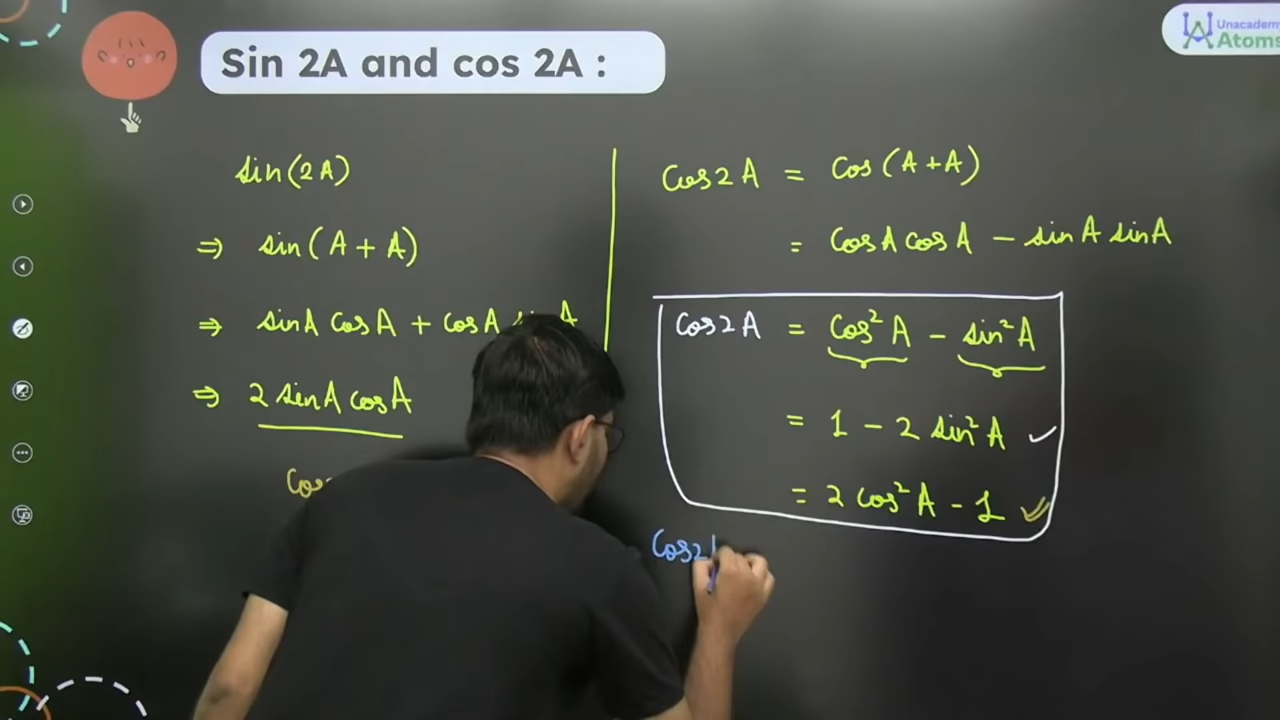 Sin 2A and cos 2A :
Unacademy
Atoms
sin(2A)
⇒ sin(A + A)
⇒ sinA cosA + cosA A
⇒ 2 sinA cosA
Cos2A = Cos(A+A)
= CosA cosA − sinA sinA
Cos2A = Cos²A − sin²A
= 1 − 2 sin²A
= 2 cos²A − 1
Cos2